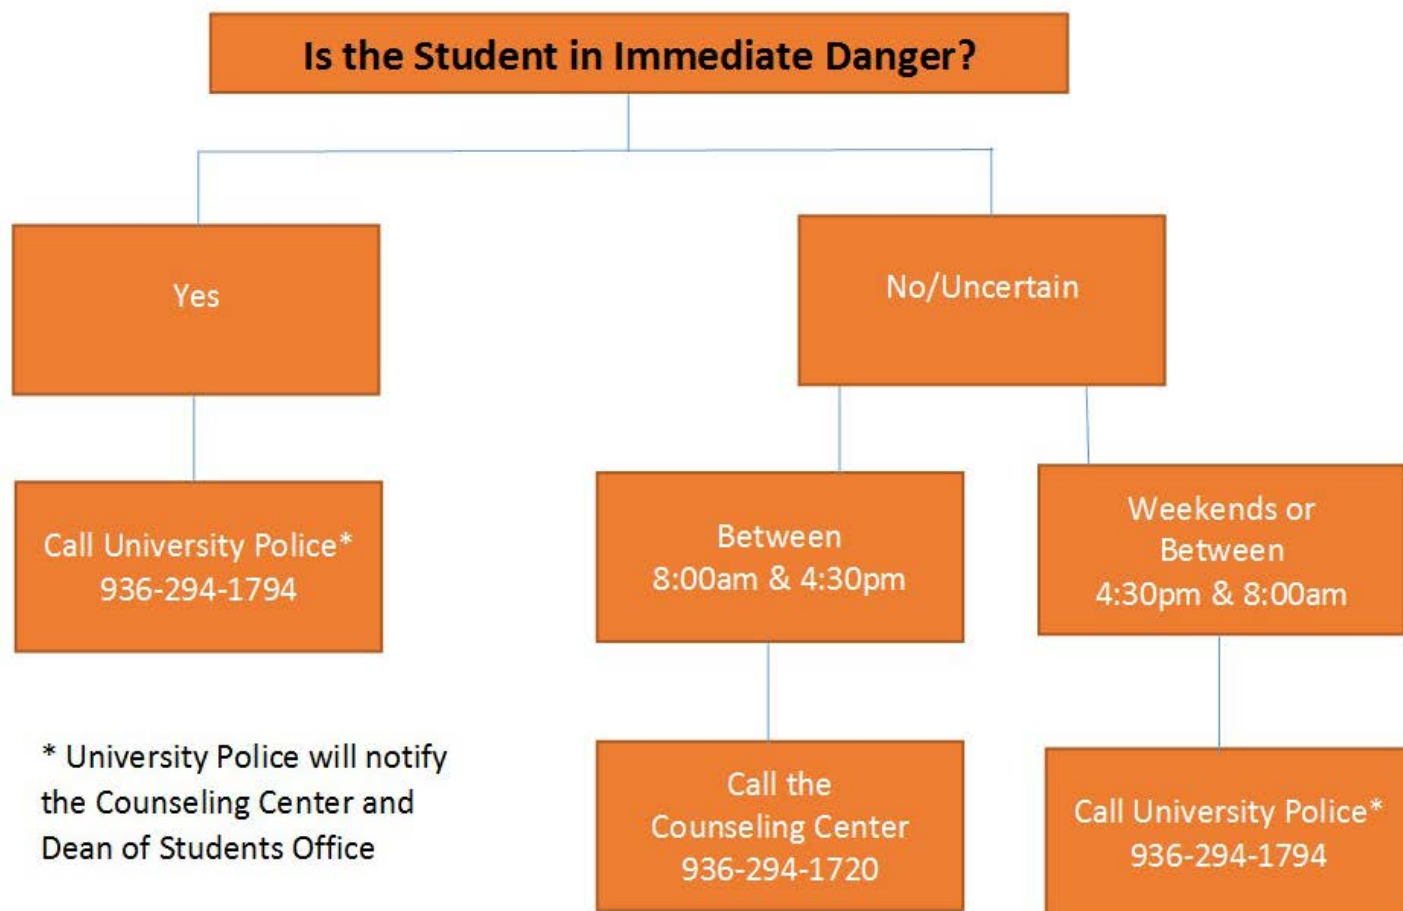 Is the Student in Immediate Danger?
Yes
No/Uncertain
Call University Police*
936-294-1794
Between
8:00am & 4:30pm
Weekends or
Between
4:30pm & 8:00am
* University Police will notify
the Counseling Center and
Dean of Students Office
Call the
Counseling Center
936-294-1720
Call University Police*
936-294-1794